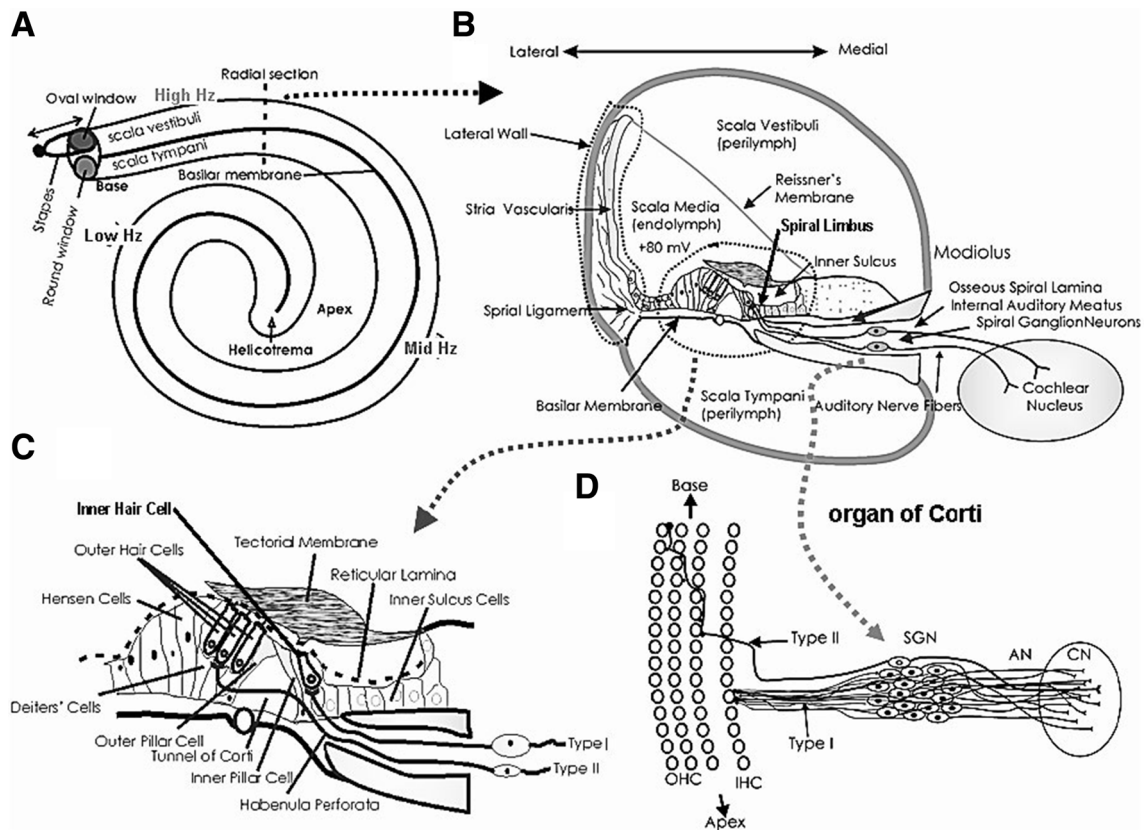 A
Radial section
High Hz
Oval window
scala vestibuli
scala tympani
Base
Basilar membrane
Stapes
Round window
Low Hz
Apex
Helicotrema
Mid Hz
B
Lateral
Medial
Lateral Wall
Scala Vestibuli
(perilymph)
Reissner's
Membrane
Stria Vascularis
Scala Media
(endolymph)
+80 mV
Spiral Limbus
Inner Sulcus
Modiolus
Osseous Spiral Lamina
Internal Auditory Meatus
Spiral GanglionNeurons
Sprial Ligament
Basilar Membrane
Scala Tympani
(perilymph)
Auditory Nerve Fibers
Cochlear
Nucleus
C
Inner Hair Cell
Outer Hair Cells
Tectorial Membrane
Hensen Cells
Reticular Lamina
Inner Sulcus Cells
Deiters' Cells
Outer Pillar Cell
Tunnel of Corti
Inner Pillar Cell
Habenula Perforata
Type I
Type II
D
Base
organ of Corti
Type II
SGN
AN
CN
Type I
OHC
IHC
Apex